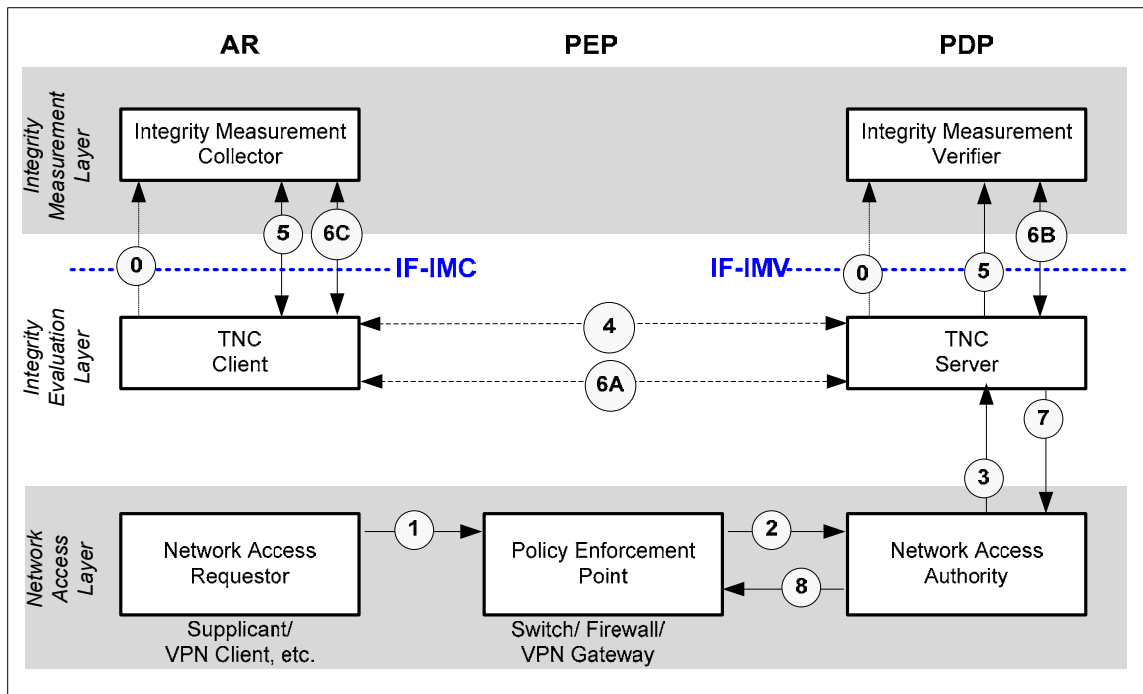 AR
PEP
PDP
Integrity
Measurement
Layer
Integrity Measurement
Collector
Integrity Measurement
Verifier
0
5
6C
0
5
6B
IF-IMC
IF-IMV
Integrity
Evaluation
Layer
TNC
Client
4
6A
TNC
Server
7
3
Network
Access
Layer
Network Access
Requestor
1
Policy Enforcement
Point
2
8
Network Access
Authority
Supplicant/
VPN Client, etc.
Switch/ Firewall/
VPN Gateway